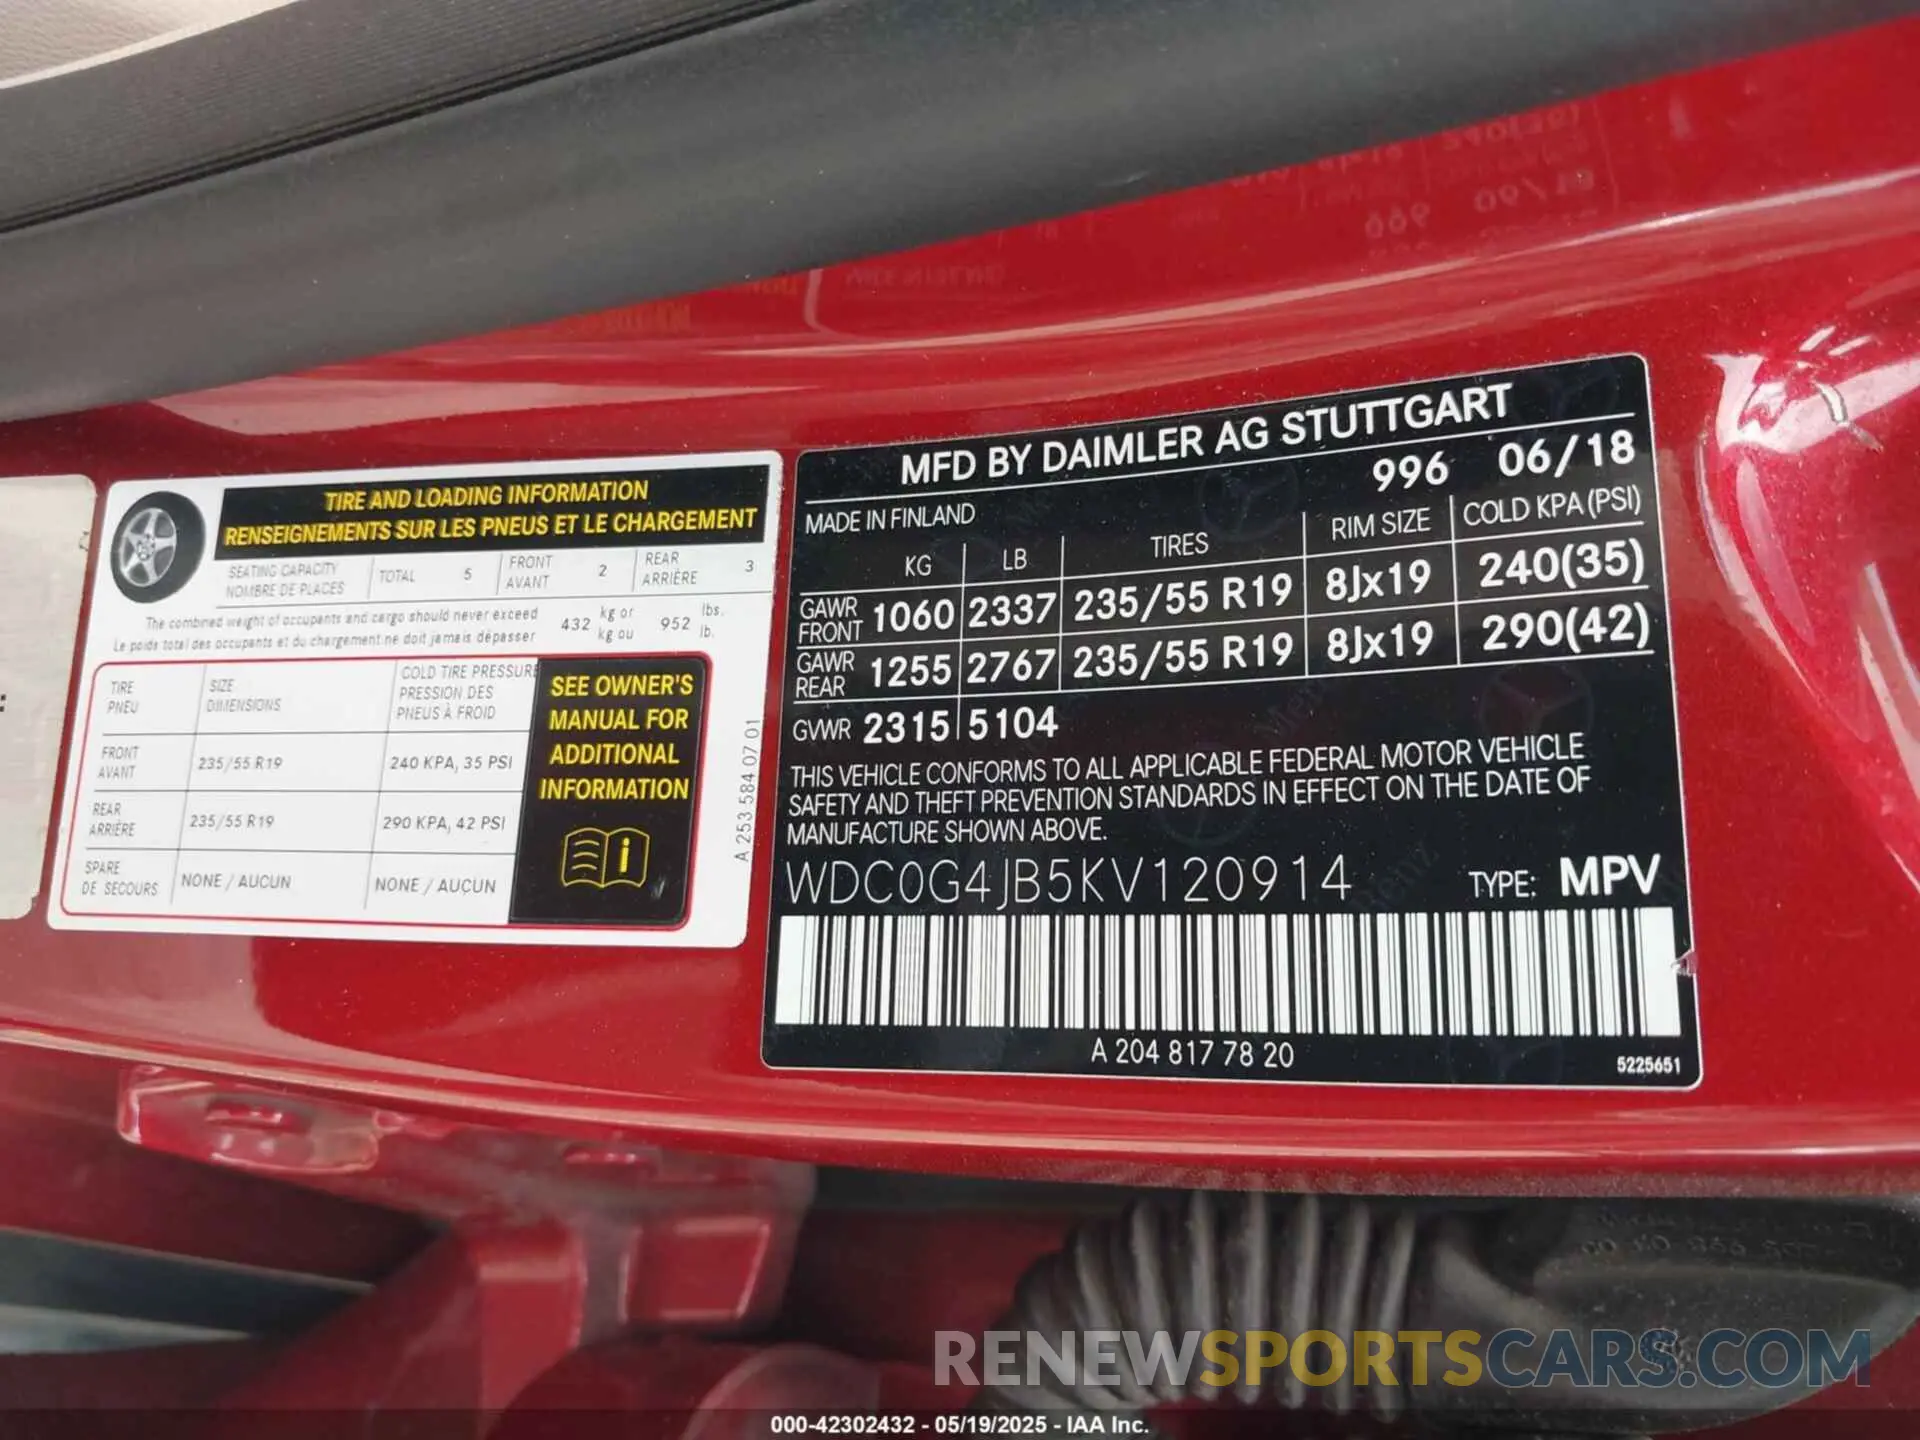 TIRE AND LOADING INFORMATION
RENSEIGNEMENTS SUR LES PNEUS ET LE CHARGEMENT
SEATING CAPACITY
NOMBRE DE PLACES
TOTAL 5
FRONT
AVANT
2
REAR
ARRIÈRE
3
The combined weight of occupants and cargo should never exceed
Le poids total des occupants et du chargement ne doit jamais dépasser
432
kg or
kg ou
952
lbs.
lb.
TIRE
PNEU
SIZE
DIMENSIONS
COLD TIRE PRESSURE
PRESSION DES
PNEUS À FROID
FRONT
AVANT
235/55 R19
240 KPA, 35 PSI
REAR
ARRIÈRE
235/55 R19
290 KPA, 42 PSI
SPARE
DE SECOURS
NONE / AUCUN
NONE / AUCUN
SEE OWNER'S
MANUAL FOR
ADDITIONAL
INFORMATION
A 253 584 07 01
MFD BY DAIMLER AG STUTTGART
996 06/18
MADE IN FINLAND
KG LB TIRES RIM SIZE COLD KPA (PSI)
GAWR
FRONT
1060 2337 235/55 R19 8Jx19 240(35)
GAWR
REAR
1255 2767 235/55 R19 8Jx19 290(42)
GVWR 2315 5104
THIS VEHICLE CONFORMS TO ALL APPLICABLE FEDERAL MOTOR VEHICLE
SAFETY AND THEFT PREVENTION STANDARDS IN EFFECT ON THE DATE OF
MANUFACTURE SHOWN ABOVE.
WDC0G4JB5KV120914
TYPE: MPV
A 204 817 78 20
5225651
RENEWSPORTSCARS.COM
000-42302432 - 05/19/2025 - IAA Inc.